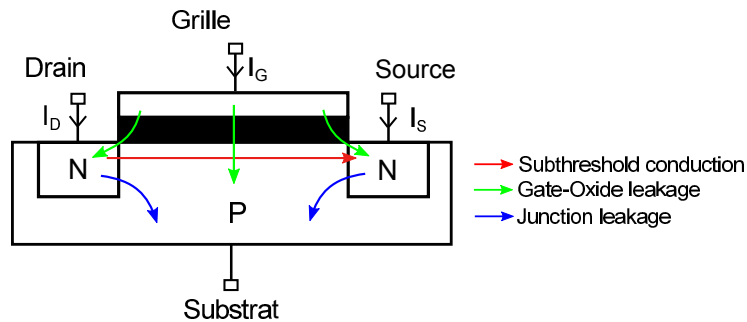 Grille
Drain
Source
I_G
I_D
I_S
N
N
P
Substrat
Subthreshold conduction
Gate-Oxide leakage
Junction leakage